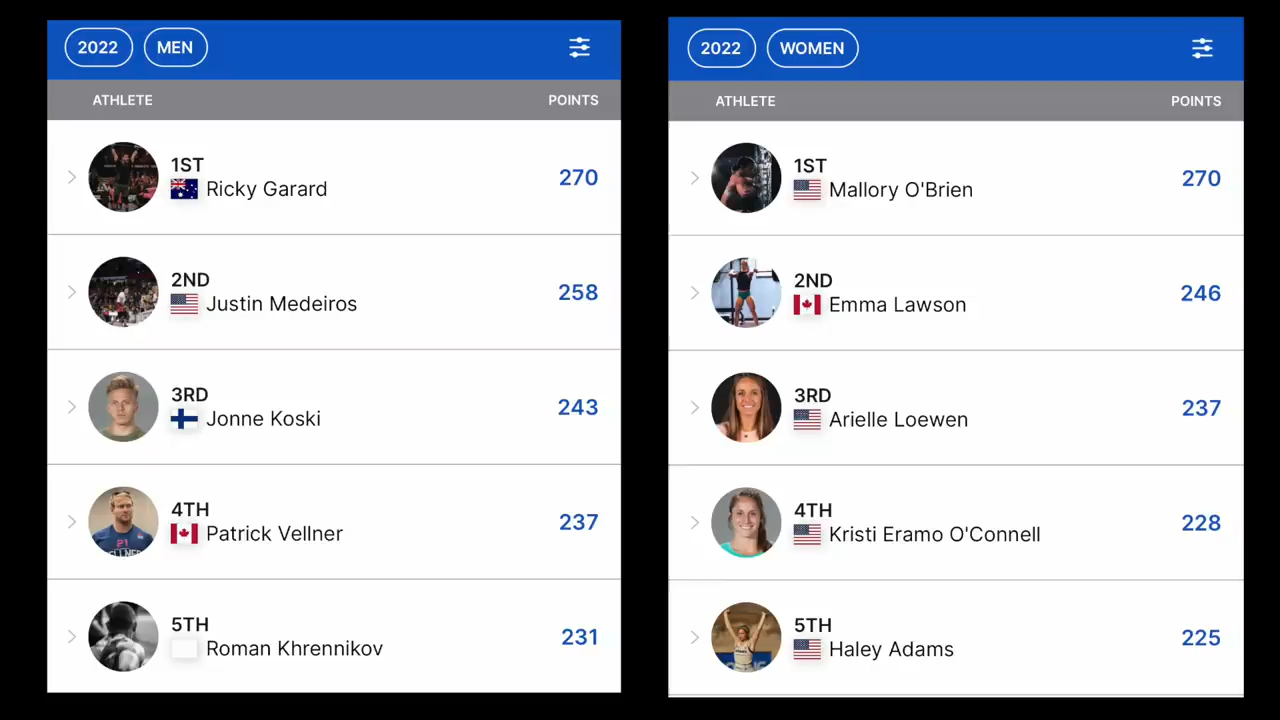 2022 MEN
ATHLETE POINTS
1ST
Ricky Garard 270
2ND
Justin Medeiros 258
3RD
Jonne Koski 243
4TH
Patrick Vellner 237
5TH
Roman Khrennikov 231
2022 WOMEN
ATHLETE POINTS
1ST
Mallory O'Brien 270
2ND
Emma Lawson 246
3RD
Arielle Loewen 237
4TH
Kristi Eramo O'Connell 228
5TH
Haley Adams 225